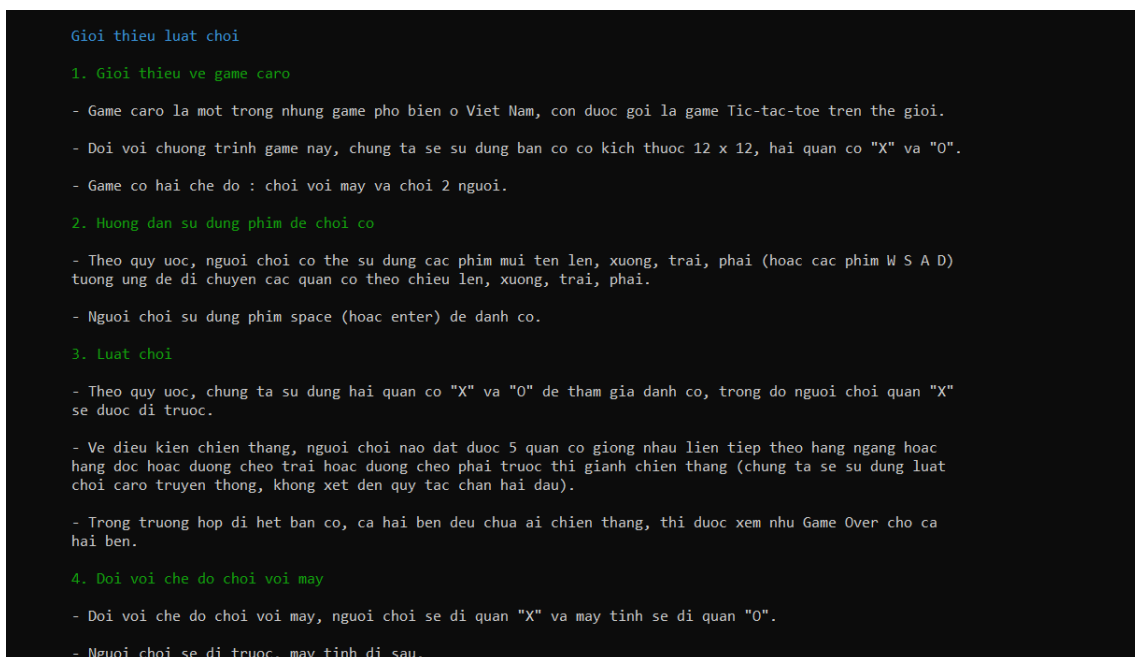 Gioi thieu luat choi
1. Gioi thieu ve game caro
- Game caro la mot trong nhung game pho bien o Viet Nam, con duoc goi la game Tic-tac-toe tren the gioi.
- Doi voi chuong trinh game nay, chung ta se su dung ban co co kich thuoc 12 x 12, hai quan co "X" va "O".
- Game co hai che do : choi voi may va choi 2 nguoi.
2. Huong dan su dung phim de choi co
- Theo quy uoc, nguoi choi co the su dung cac phim mui ten len, xuong, trai, phai (hoac cac phim W S A D)
tuong ung de di chuyen cac quan co theo chieu len, xuong, trai, phai.
- Nguoi choi su dung phim space (hoac enter) de danh co.
3. Luat choi
- Theo quy uoc, chung ta su dung hai quan co "X" va "O" de tham gia danh co, trong do nguoi choi quan "X"
se duoc di truoc.
- Ve dieu kien chien thang, nguoi choi nao dat duoc 5 quan co giong nhau lien tiep theo hang ngang hoac
hang doc hoac duong cheo trai hoac duong cheo phai truoc thi gianh chien thang (chung ta se su dung luat
choi caro truyen thong, khong xet den quy tac chan hai dau).
- Trong truong hop di het ban co, ca hai ben deu chua ai chien thang, thi duoc xem nhu Game Over cho ca
hai ben.
4. Doi voi che do choi voi may
- Doi voi che do choi voi may, nguoi choi se di quan "X" va may tinh se di quan "O".
- Nguoi choi se di truoc, may tinh di sau.